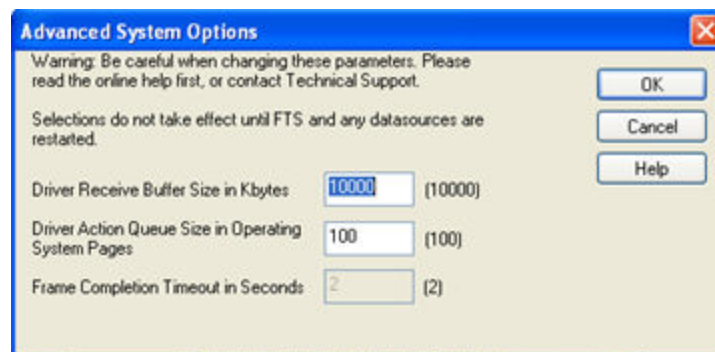 Advanced System Options
Warning: Be careful when changing these parameters. Please
read the online help first, or contact Technical Support.
OK
Selections do not take effect until FTS and any datasources are
restarted.
Cancel
Help
Driver Receive Buffer Size in Kbytes 10000 (10000)
Driver Action Queue Size in Operating
System Pages 100 (100)
Frame Completion Timeout in Seconds 2 (2)